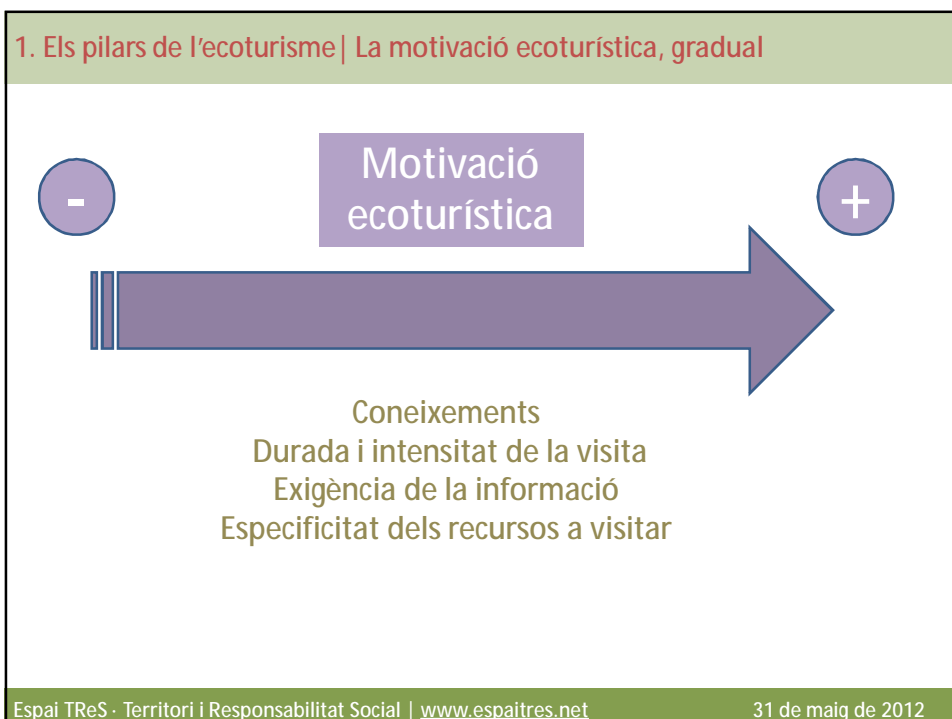 1. Els pilars de l'ecoturisme| La motivació ecoturística, gradual
Motivació
ecoturística
-
+
Coneixements
Durada i intensitat de la visita
Exigència de la informació
Especificitat dels recursos a visitar
Espai TReS · Territori i Responsabilitat Social | www.espaitres.net
31 de maig de 2012